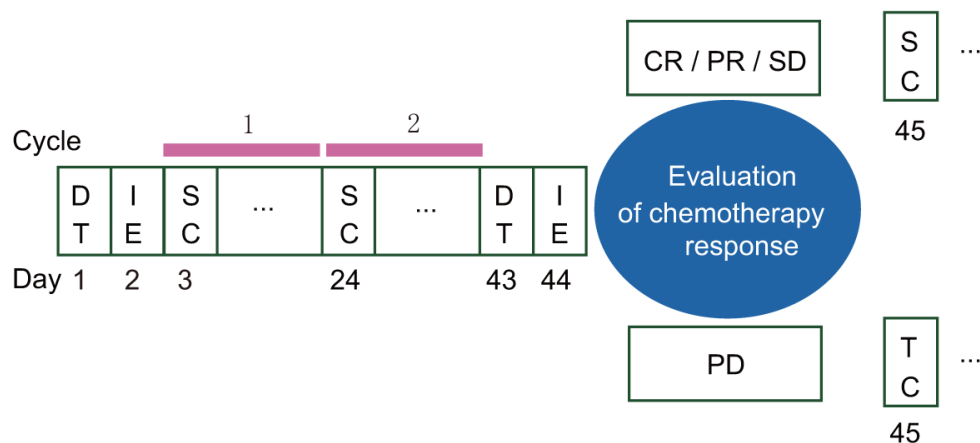 CR / PR / SD
S
C
...
45
Cycle
1
2
D
T
I
E
S
C
...
S
C
...
D
T
I
E
Day 1 2 3 24 43 44
Evaluation
of chemotherapy
response
PD
T
C
...
45